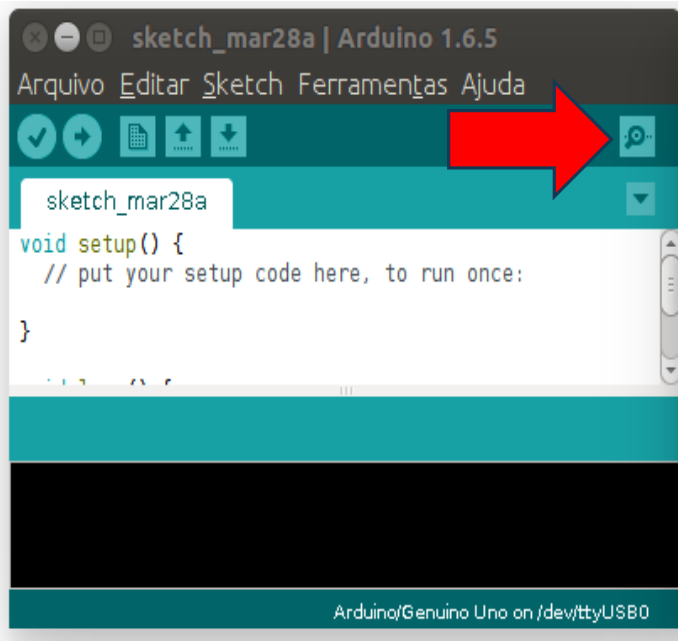 sketch_mar28a | Arduino 1.6.5
Arquivo Editar Sketch Ferramentas Ajuda
sketch_mar28a
void setup() {
// put your setup code here, to run once:
}
Arduino/Genuino Uno on /dev/ttyUSB0